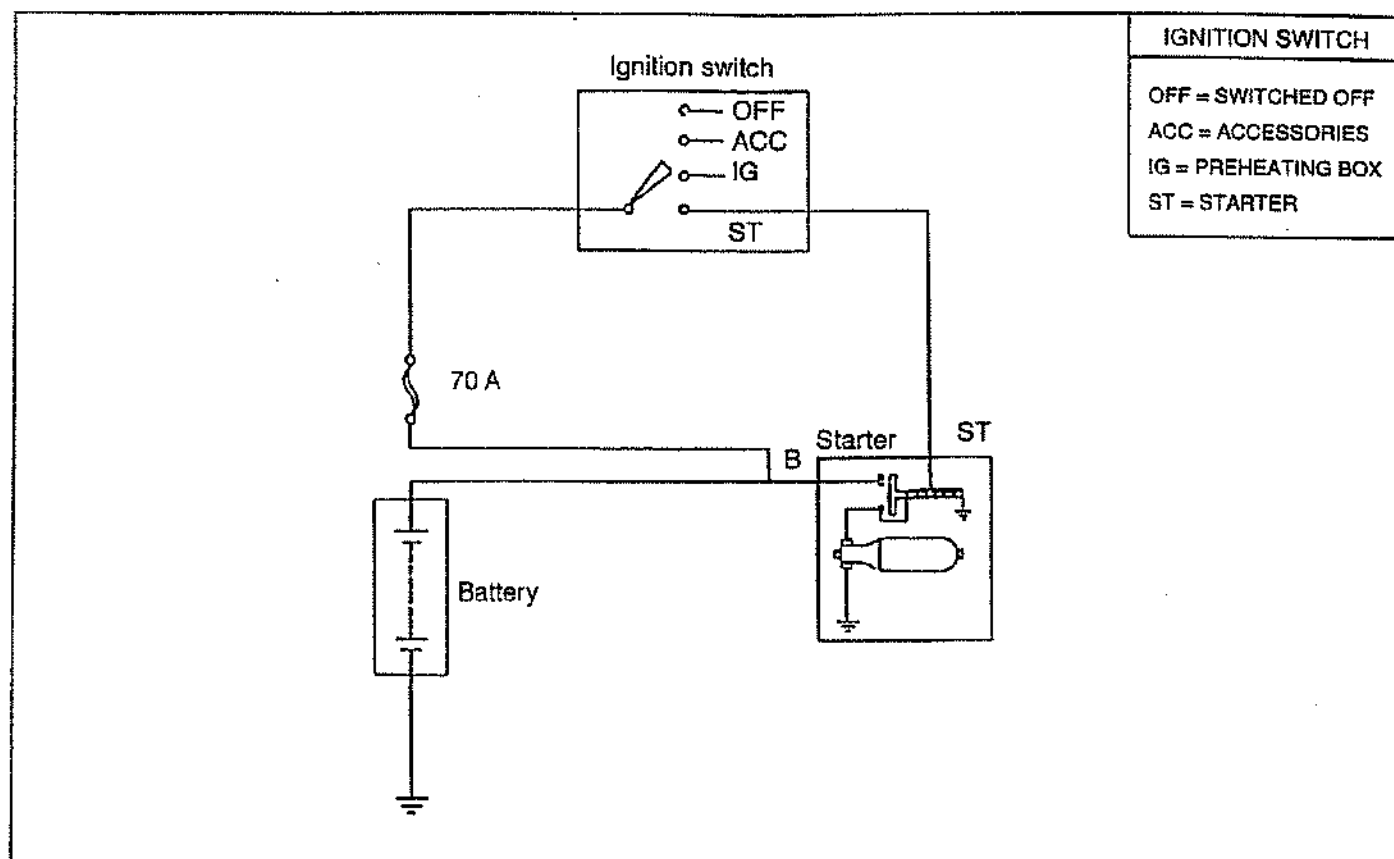 IGNITION SWITCH
OFF = SWITCHED OFF
ACC = ACCESSORIES
IG = PREHEATING BOX
ST = STARTER
Ignition switch
OFF
ACC
IG
ST
70 A
B
Starter
ST
Battery